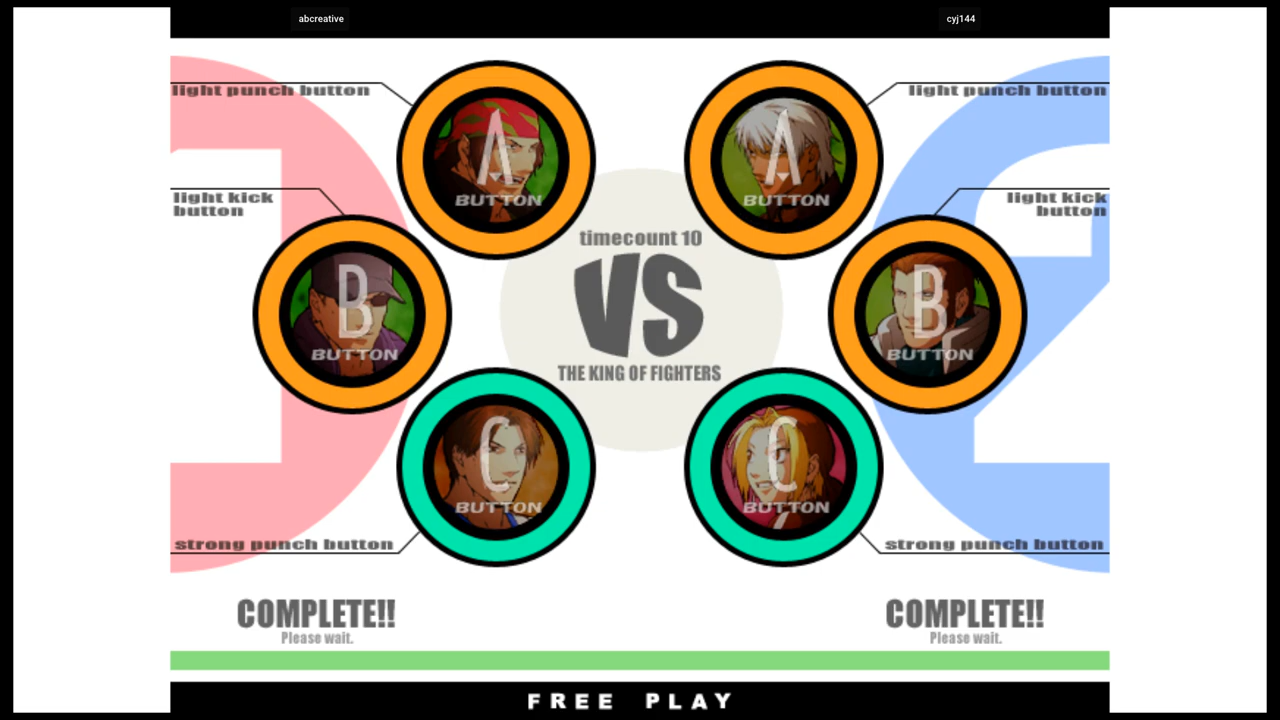 abcreative
cyj144
light punch button
light punch button
A
BUTTON
A
BUTTON
light kick
button
light kick
button
timecount 10
VS
THE KING OF FIGHTERS
B
BUTTON
B
BUTTON
C
BUTTON
C
BUTTON
strong punch button
strong punch button
COMPLETE!!
Please wait.
COMPLETE!!
Please wait.
FREE PLAY
1
2